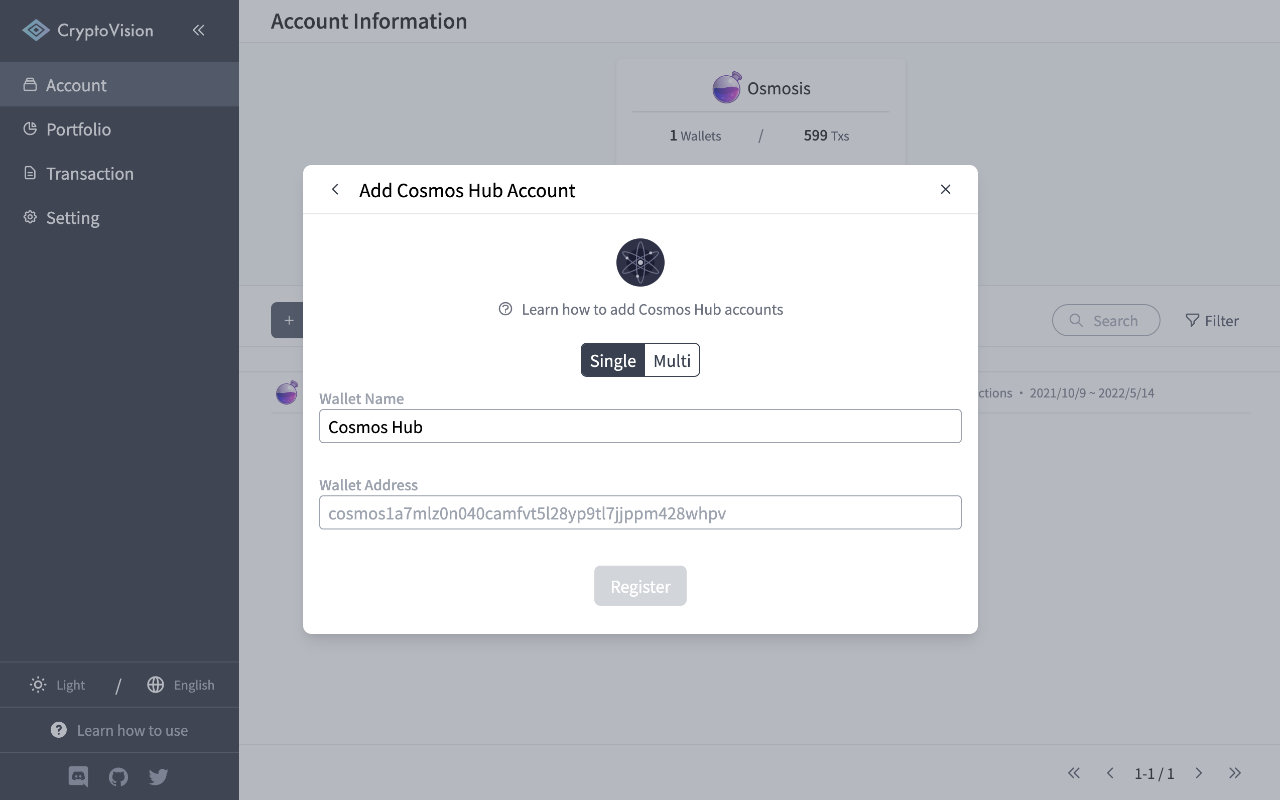 CryptoVision
Account
Portfolio
Transaction
Setting
Light / English
Learn how to use
Account Information
Osmosis
1 Wallets / 599 Txs
+
Search
Filter
ctions • 2021/10/9 ~ 2022/5/14
1-1 / 1
Add Cosmos Hub Account
Learn how to add Cosmos Hub accounts
Single Multi
Wallet Name
Cosmos Hub
Wallet Address
cosmos1a7mlz0n040camfvt5l28yp9tl7jjppm428whpv
Register